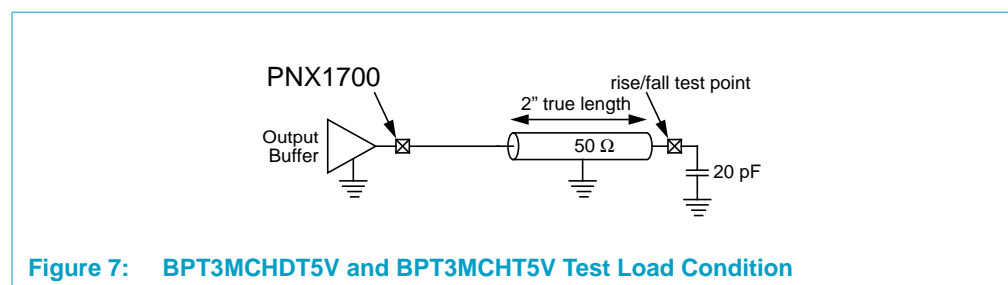 PNX1700
rise/fall test point
2” true length
Output
Buffer
50 Ω
20 pF
Figure 7: BPT3MCHDT5V and BPT3MCHT5V Test Load Condition